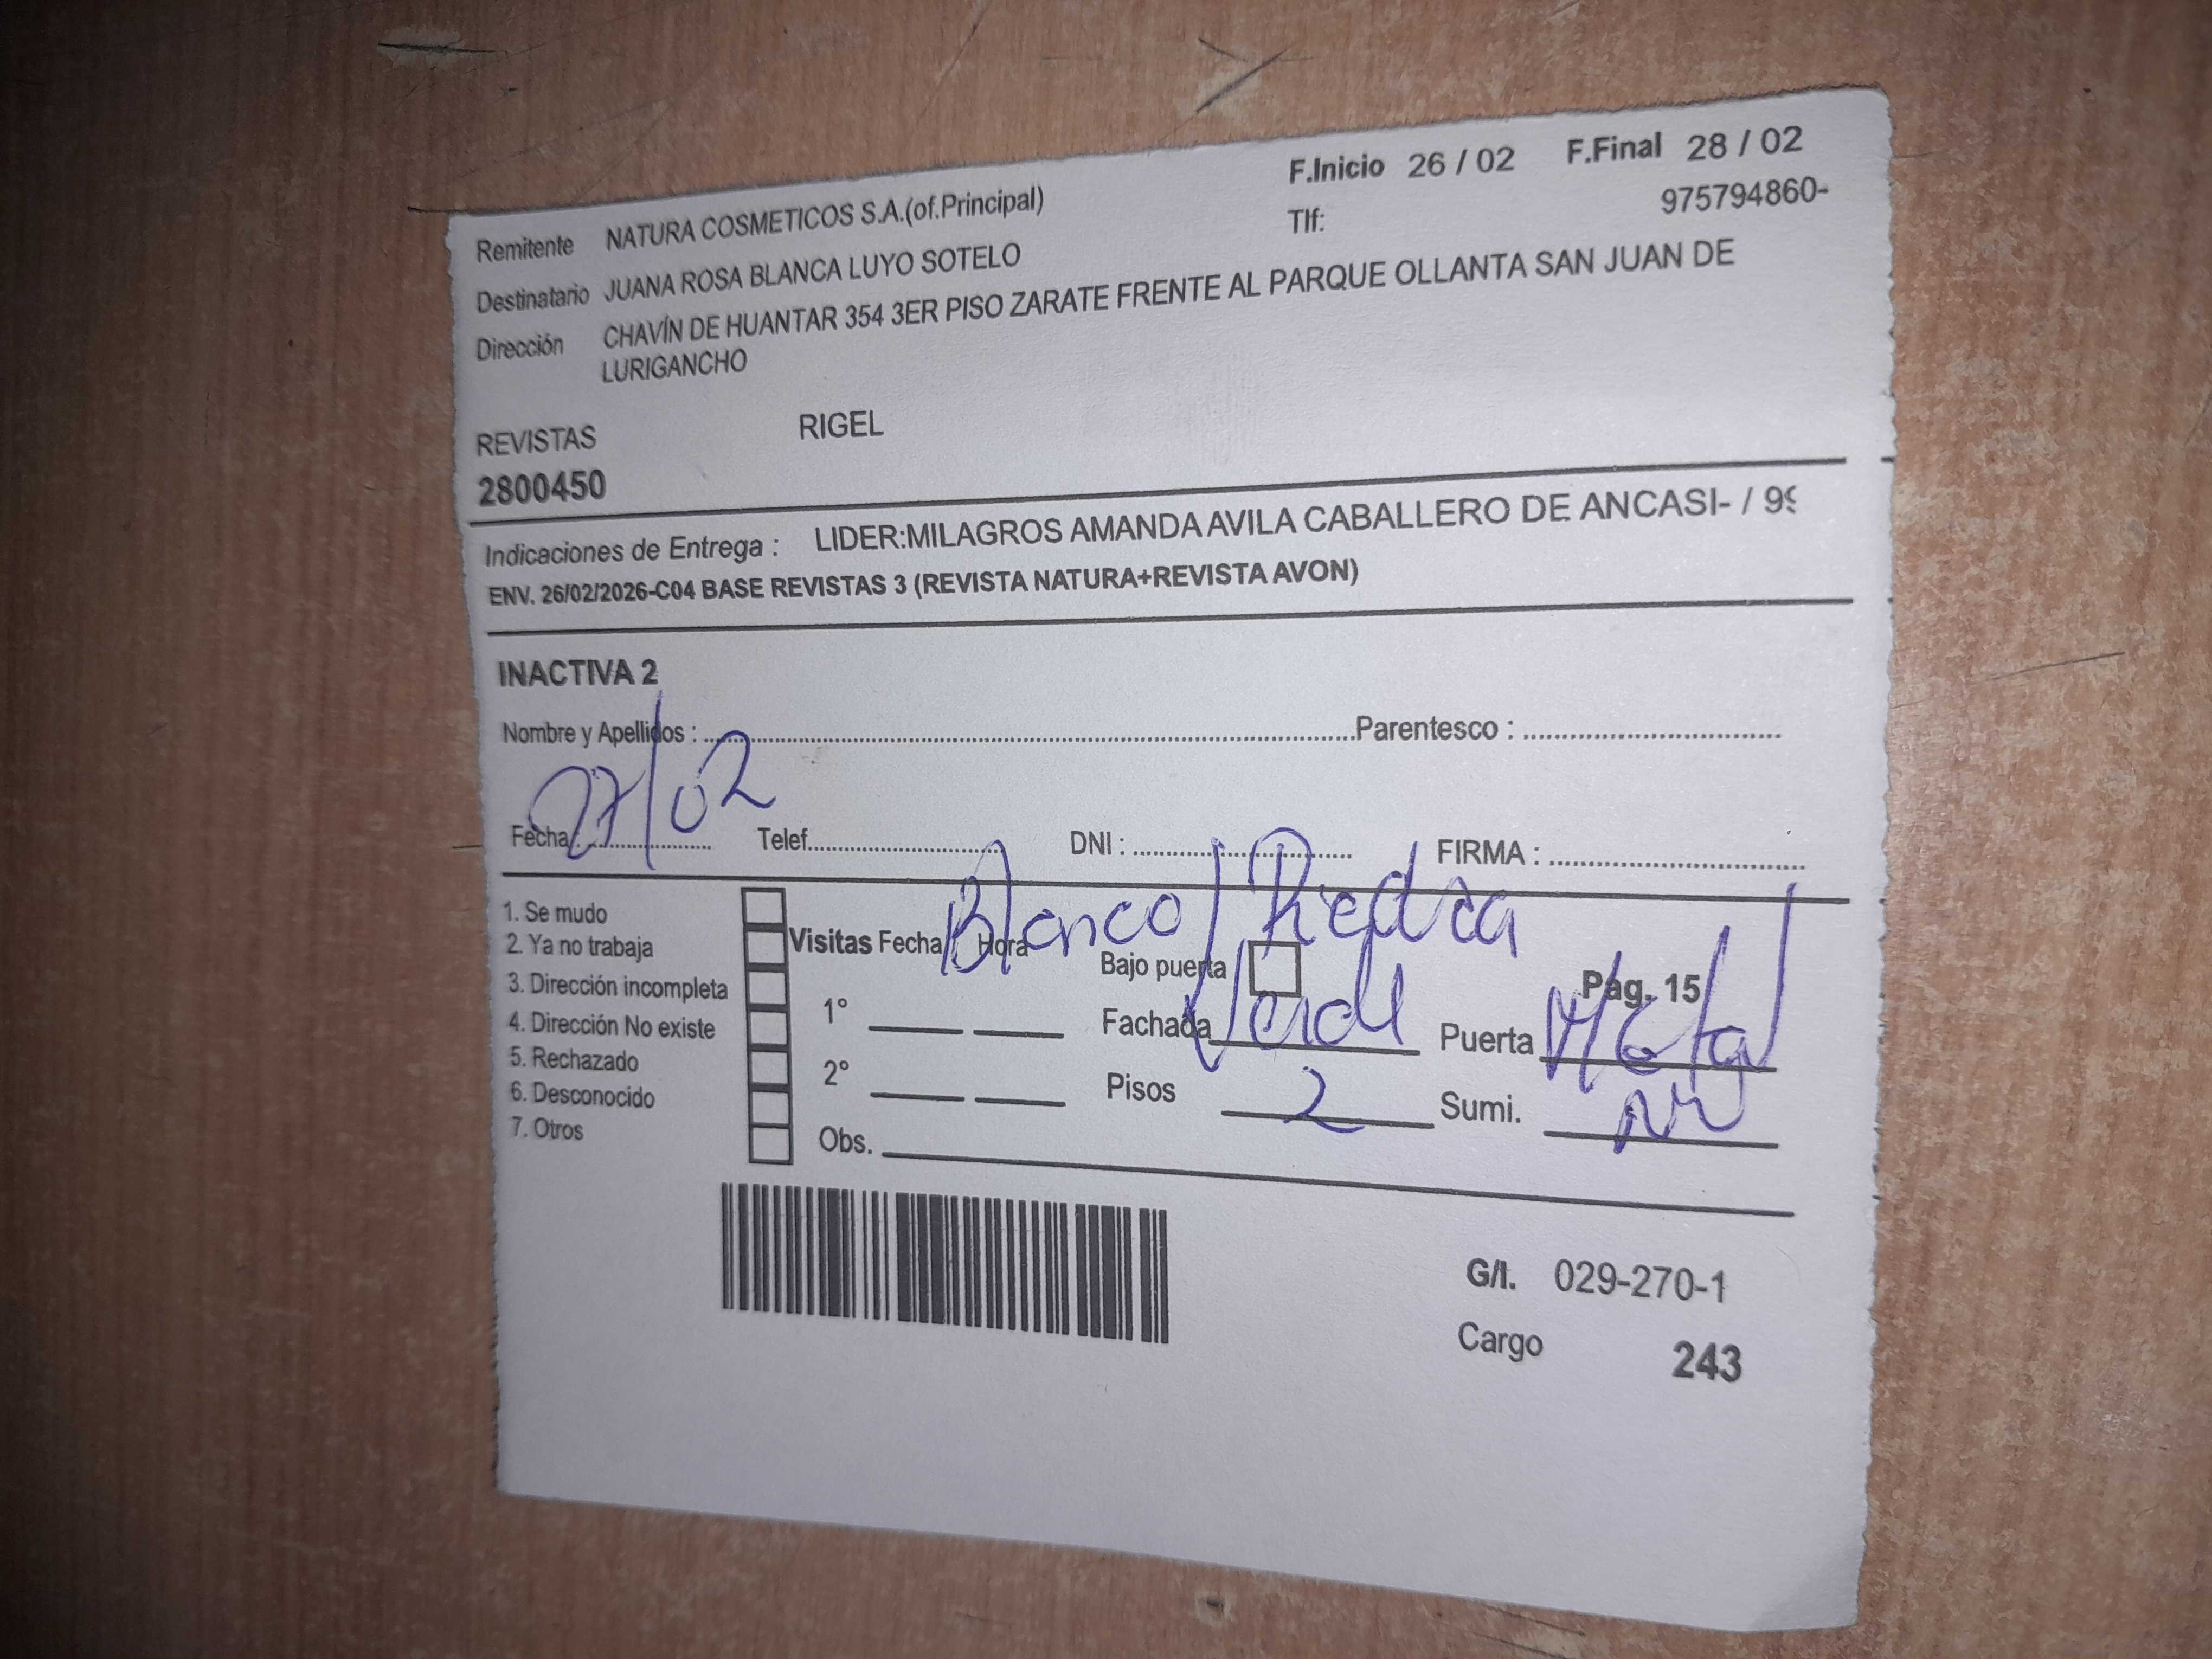 F.Inicio 26 / 02 F.Final 28 / 02
Remitente NATURA COSMETICOS S.A.(of.Principal) Tlf: 975794860-
Destinatario JUANA ROSA BLANCA LUYO SOTELO
Dirección CHAVÍN DE HUANTAR 354 3ER PISO ZARATE FRENTE AL PARQUE OLLANTA SAN JUAN DE
LURIGANCHO
REVISTAS RIGEL
2800450
Indicaciones de Entrega : LIDER:MILAGROS AMANDA AVILA CABALLERO DE ANCASI- / 99
ENV. 26/02/2026-C04 BASE REVISTAS 3 (REVISTA NATURA+REVISTA AVON)
INACTIVA 2
Nombre y Apellidos : Parentesco :
Fecha : 27/02 Telef. DNI : FIRMA :
Blanco/Piedra
1. Se mudo
2. Ya no trabaja
3. Dirección incompleta
4. Dirección No existe
5. Rechazado
6. Desconocido
7. Otros
Visitas Fecha Hora Bajo puerta Pag. 15
1° Fachada Verde Puerta Metal
2° Pisos 2 Sumi.
Obs.
G/I. 029-270-1
Cargo 243